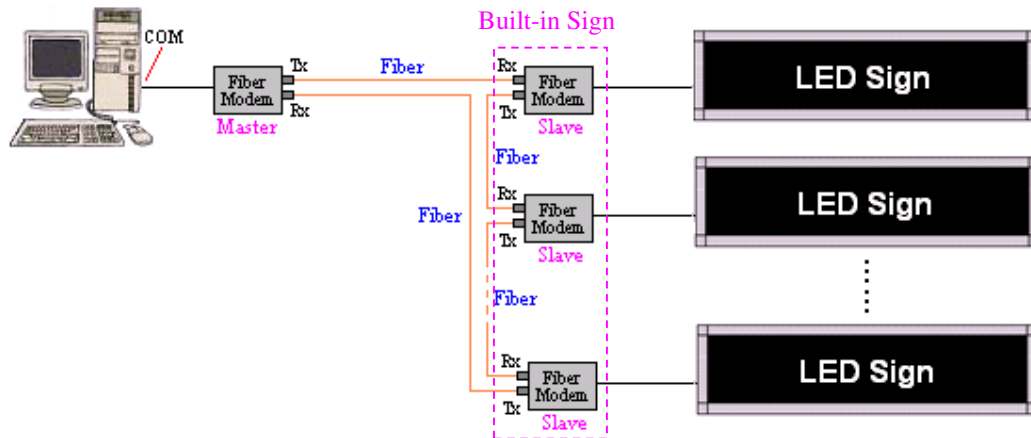 Built-in Sign
COM
Tx
Fiber
Rx
Fiber
Modem
LED Sign
Fiber
Modem
Rx
Tx
Master
Slave
Fiber
Rx
Fiber
Modem
LED Sign
Fiber
Tx
Slave
Fiber
Rx
Fiber
Modem
LED Sign
Tx
Slave